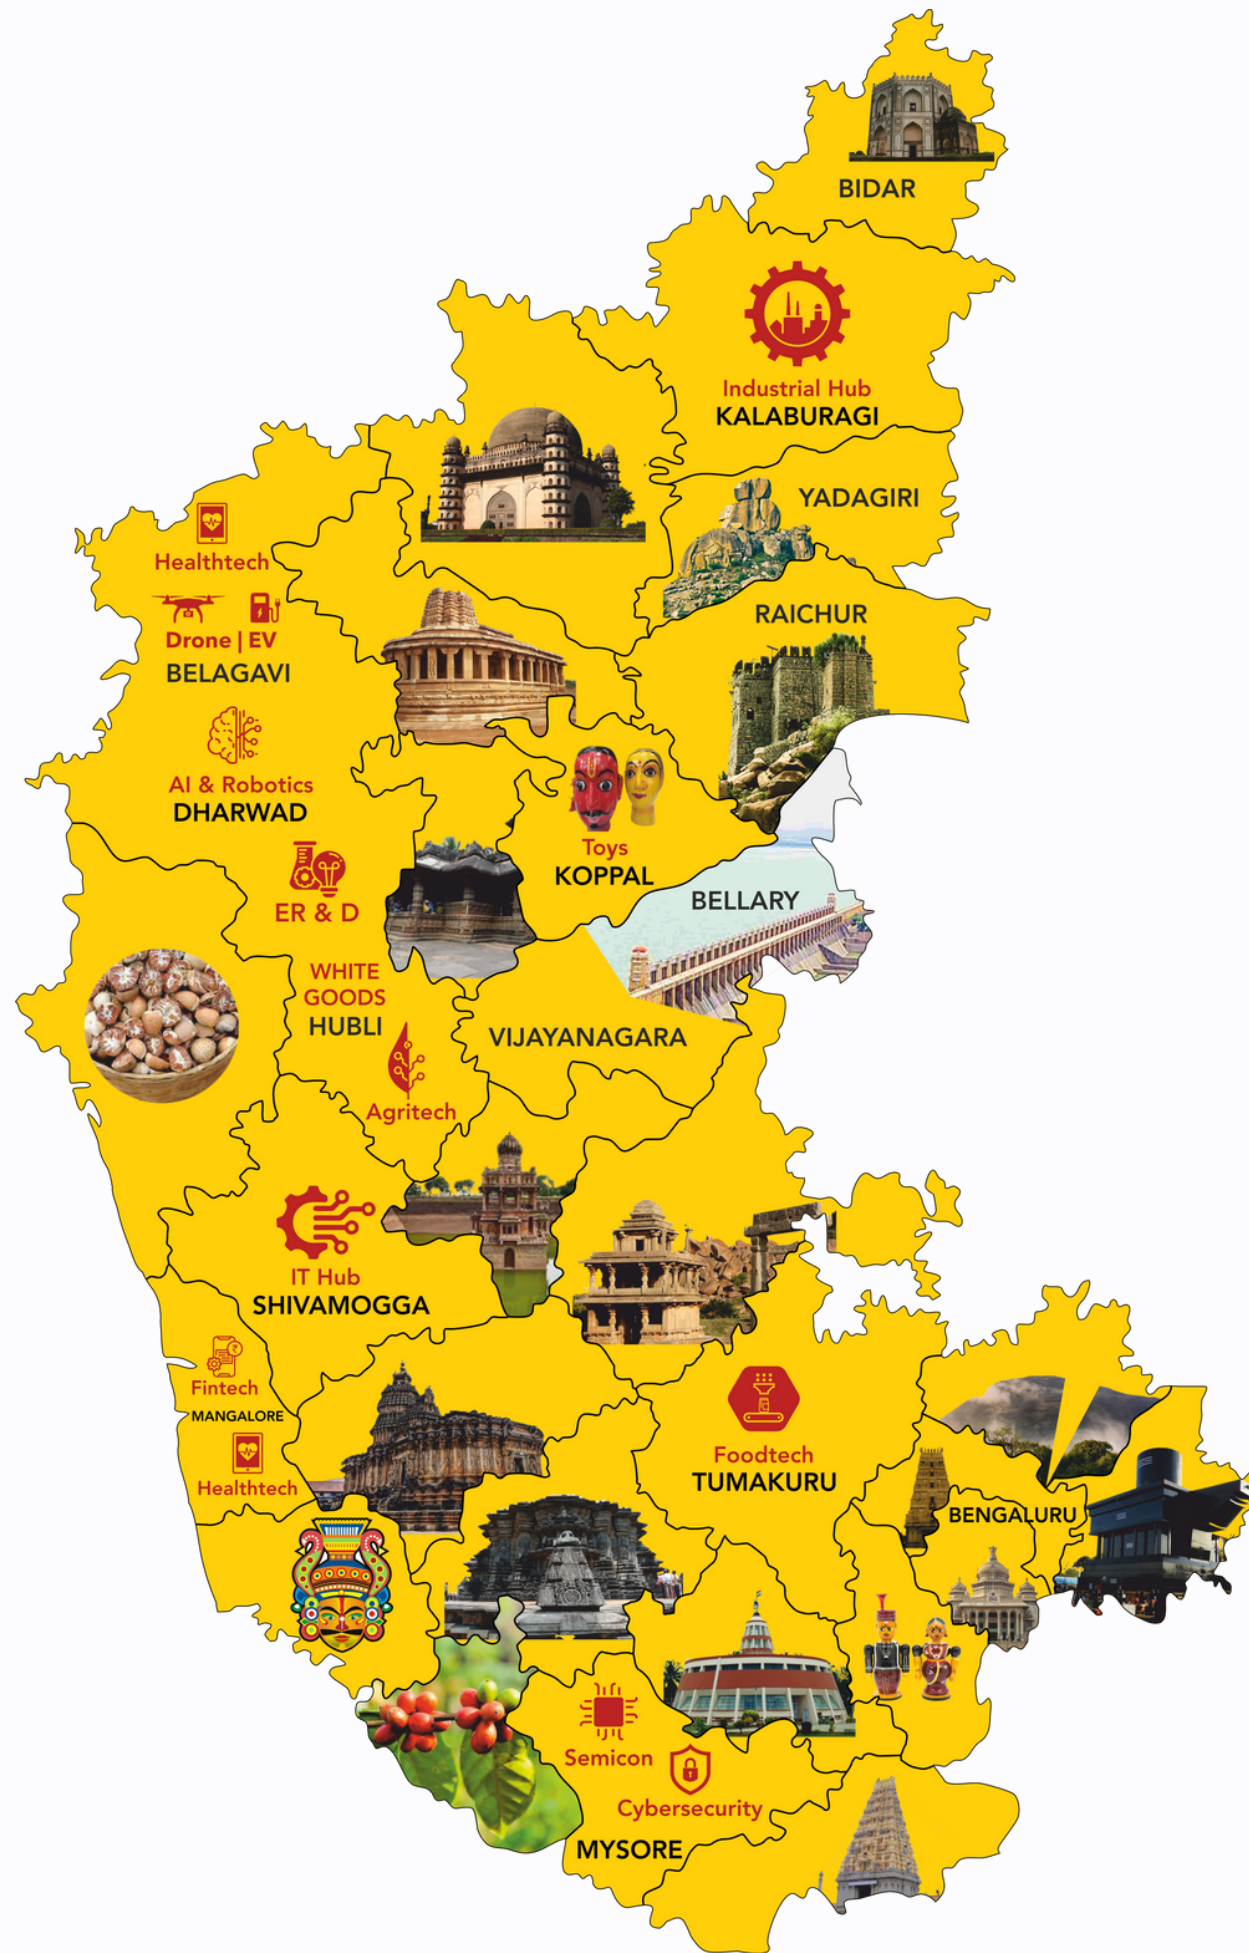 BIDAR
Industrial Hub
KALABURAGI
YADAGIRI
Healthtech
Drone | EV
BELAGAVI
RAICHUR
AI & Robotics
DHARWAD
Toys
KOPPAL
ER & D
BELLARY
WHITE
GOODS
HUBLI
VIJAYANAGARA
Agritech
IT Hub
SHIVAMOGGA
Fintech
MANGALORE
Healthtech
Foodtech
TUMAKURU
BENGALURU
Semicon
Cybersecurity
MYSORE